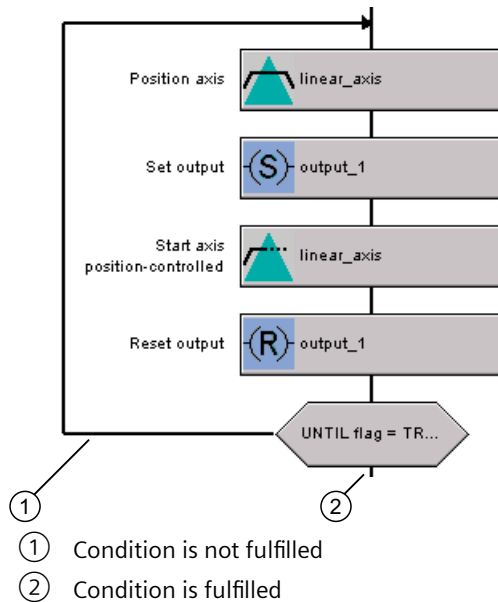 Position axis linear_axis
Set output (S) output_1
Start axis
position-controlled linear_axis
Reset output (R) output_1
UNTIL flag = TR...
1 2
1 Condition is not fulfilled
2 Condition is fulfilled